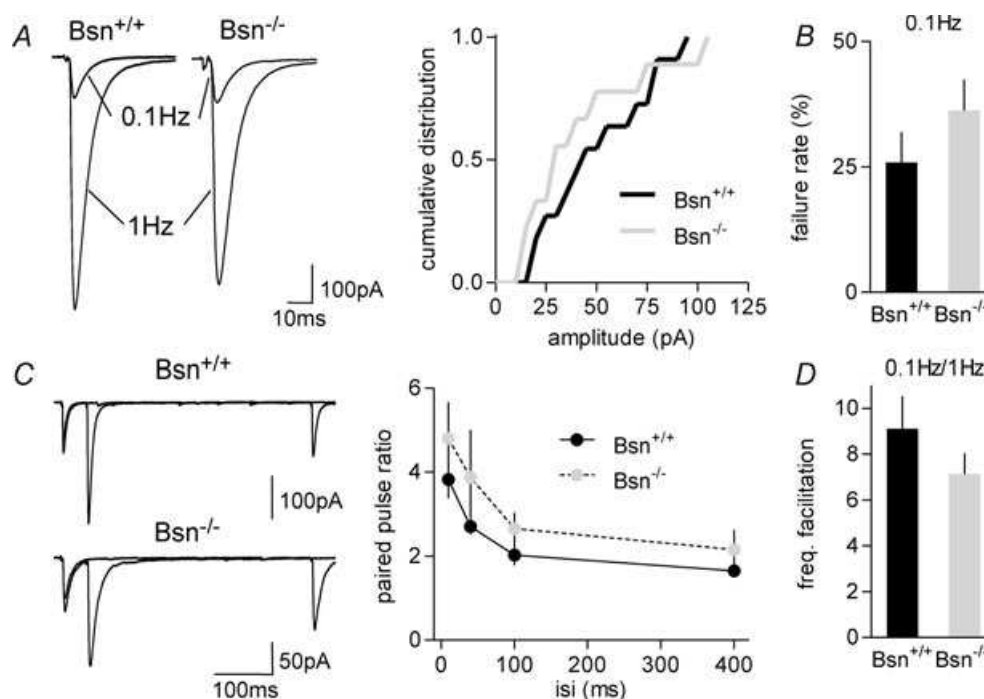 A
Bsn+/+
Bsn-/-
0.1Hz
1Hz
100pA
10ms
cumulative distribution
1.0
0.5
0.0
0 25 50 75 100 125
amplitude (pA)
Bsn+/+
Bsn-/-
B
0.1Hz
failure rate (%)
50
25
0
Bsn+/+ Bsn-/-
C
Bsn+/+
100pA
Bsn-/-
50pA
100ms
paired pulse ratio
6
4
2
0
0 100 200 300 400
isi (ms)
Bsn+/+
Bsn-/-
D
0.1Hz/1Hz
freq. facilitation
10
8
6
4
2
0
Bsn+/+ Bsn-/-